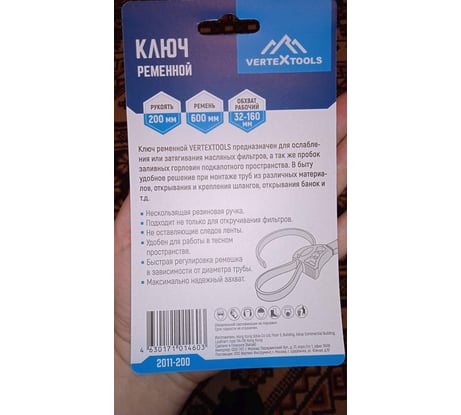 КЛЮЧ
РЕМЕННОЙ
VERTEXTOOLS
РУКОЯТЬ
200 ММ
РЕМЕНЬ
600 ММ
ОБХВАТ
РАБОЧИЙ
32-160
ММ
Ключ ременной VERTEXTOOLS предназначен для ослабле-
ния или затягивания масляных фильтров, а так же пробок
заливных горловин подкапотного пространства. В быту
удобное решение при монтаже труб из различных материа-
лов, открывания и крепления шлангов, открывания банок и
т.д.
• Нескользящая резиновая ручка.
• Подходит не только для откручивания фильтров.
• Не оставляющие следов ленты.
• Удобен для работы в тесном
пространстве.
• Быстрая регулировка ремешка
в зависимости от диаметра трубы.
• Максимально надежный захват.
4 630171 014603
2011-200